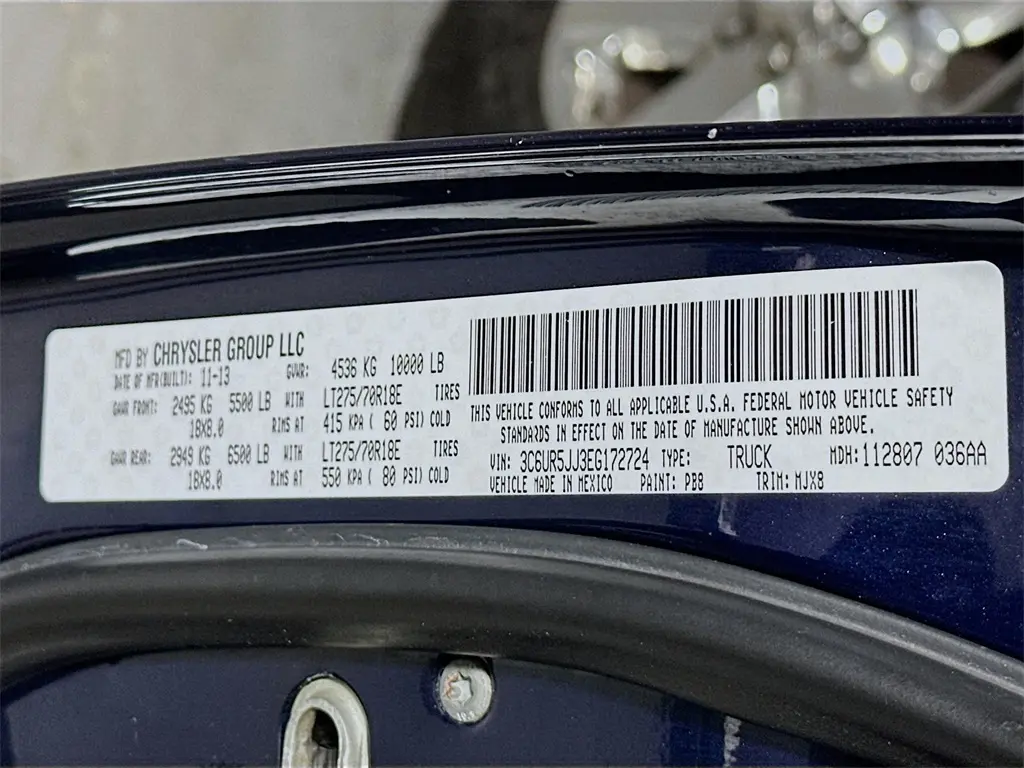 MFD BY CHRYSLER GROUP LLC
DATE OF MFR(BUILT): 11-13 GVWR: 4536 KG 10000 LB
GAWR FRONT: 2495 KG 5500 LB WITH LT275/70R18E TIRES
18X8.0 RIMS AT 415 KPA ( 60 PSI) COLD
GAWR REAR: 2949 KG 6500 LB WITH LT275/70R18E TIRES
18X8.0 RIMS AT 550 KPA ( 80 PSI) COLD
THIS VEHICLE CONFORMS TO ALL APPLICABLE U.S.A. FEDERAL MOTOR VEHICLE SAFETY
STANDARDS IN EFFECT ON THE DATE OF MANUFACTURE SHOWN ABOVE.
VIN: 3C6UR5JJ3EG172724 TYPE: TRUCK MDH: 112807 036AA
VEHICLE MADE IN MEXICO PAINT: PB8 TRIM: MJX8